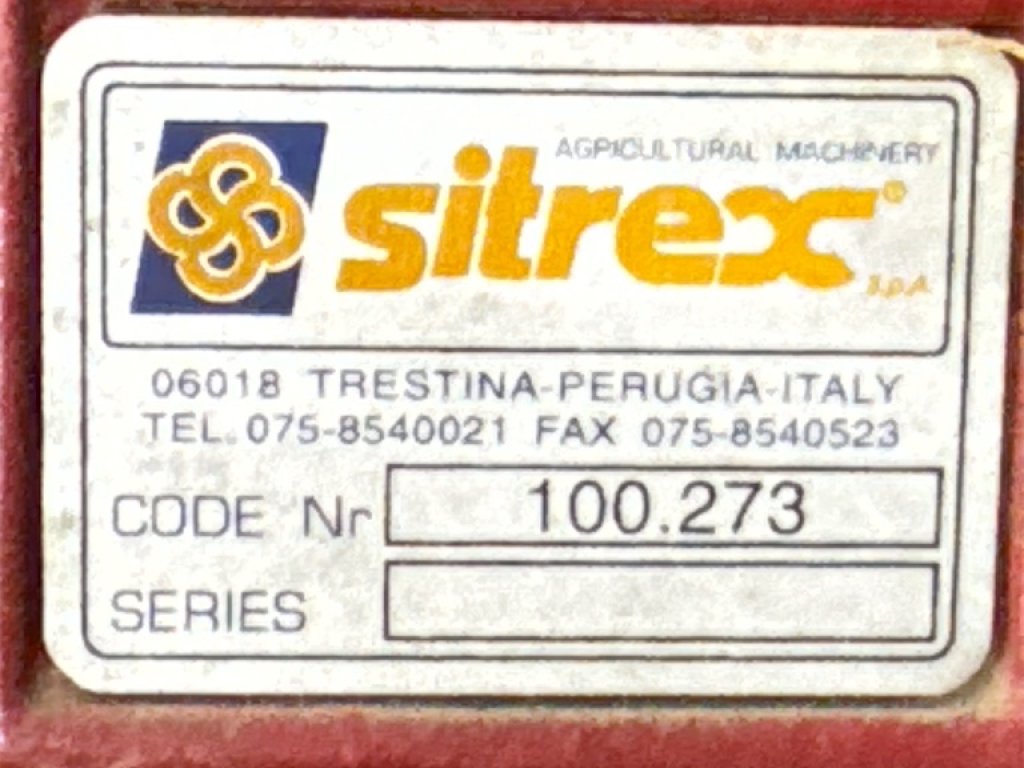 AGRICULTURAL MACHINERY
sitrex®
s.p.A.
06018 TRESTINA-PERUGIA-ITALY
TEL. 075-8540021 FAX 075-8540523
CODE Nr 100.273
SERIES